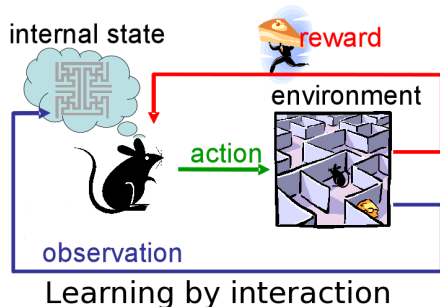 internal state
reward
environment
action
observation
Learning by interaction